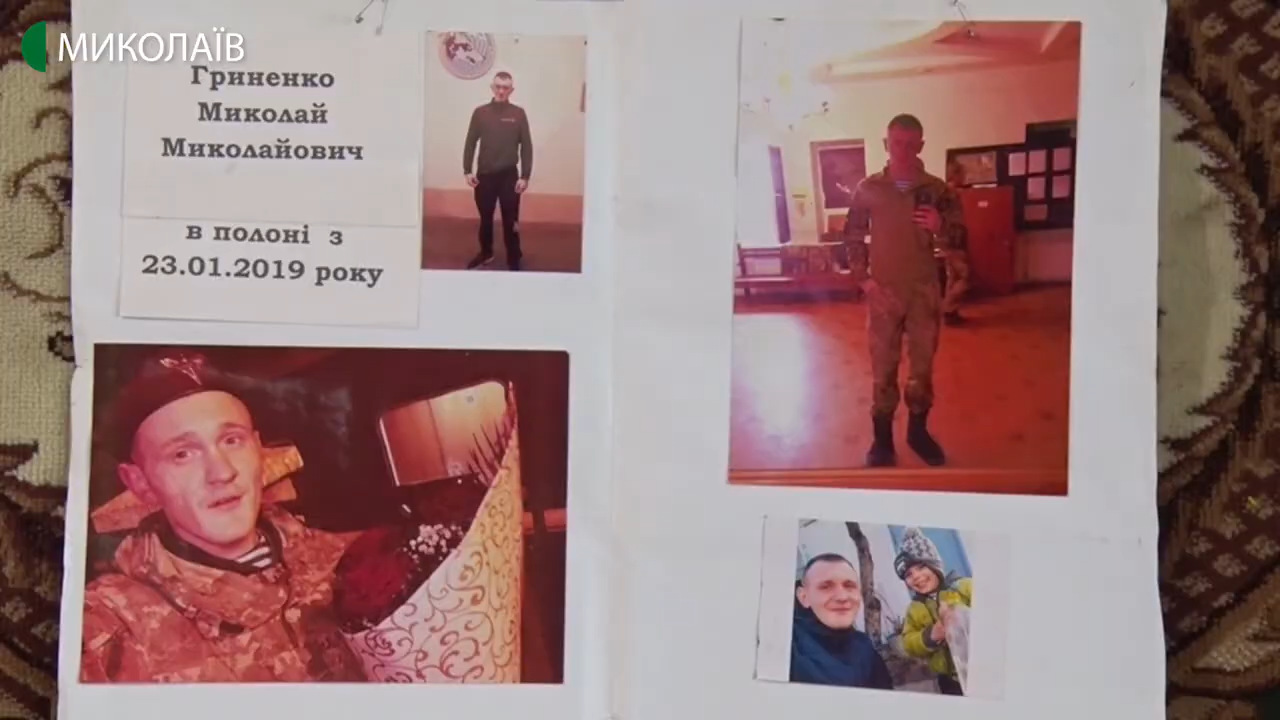 МИКОЛАЇВ
Гриненко
Миколай
Миколайович
в полоні з
23.01.2019 року